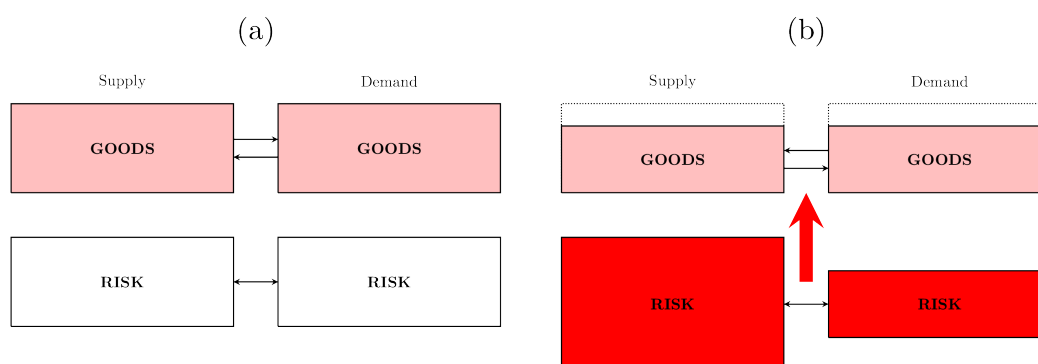 (a)
Supply
Demand
GOODS
GOODS
RISK
RISK
(b)
Supply
Demand
GOODS
GOODS
RISK
RISK